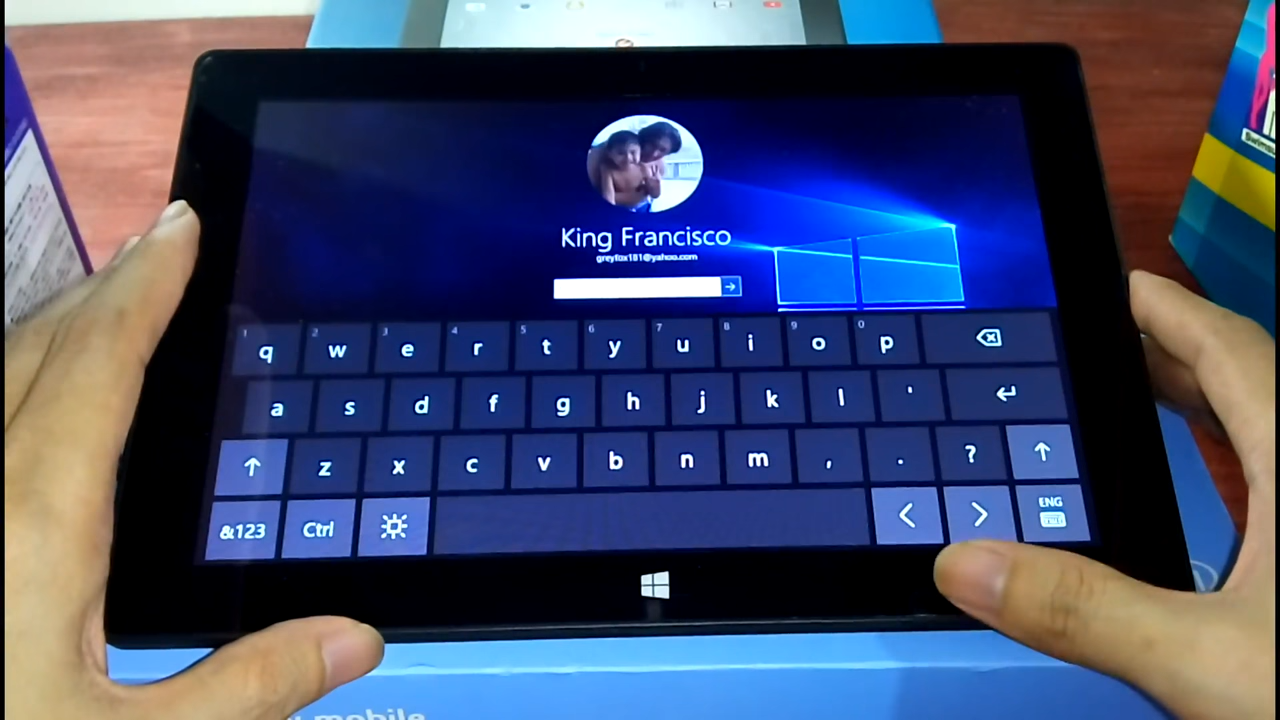 King Francisco
greyfox181@yahoo.com
1 2 3 4 5 6 7 8 9 0
q w e r t y u i o p
a s d f g h j k l '
z x c v b n m , . ?
&123 Ctrl < > ENG
mobile